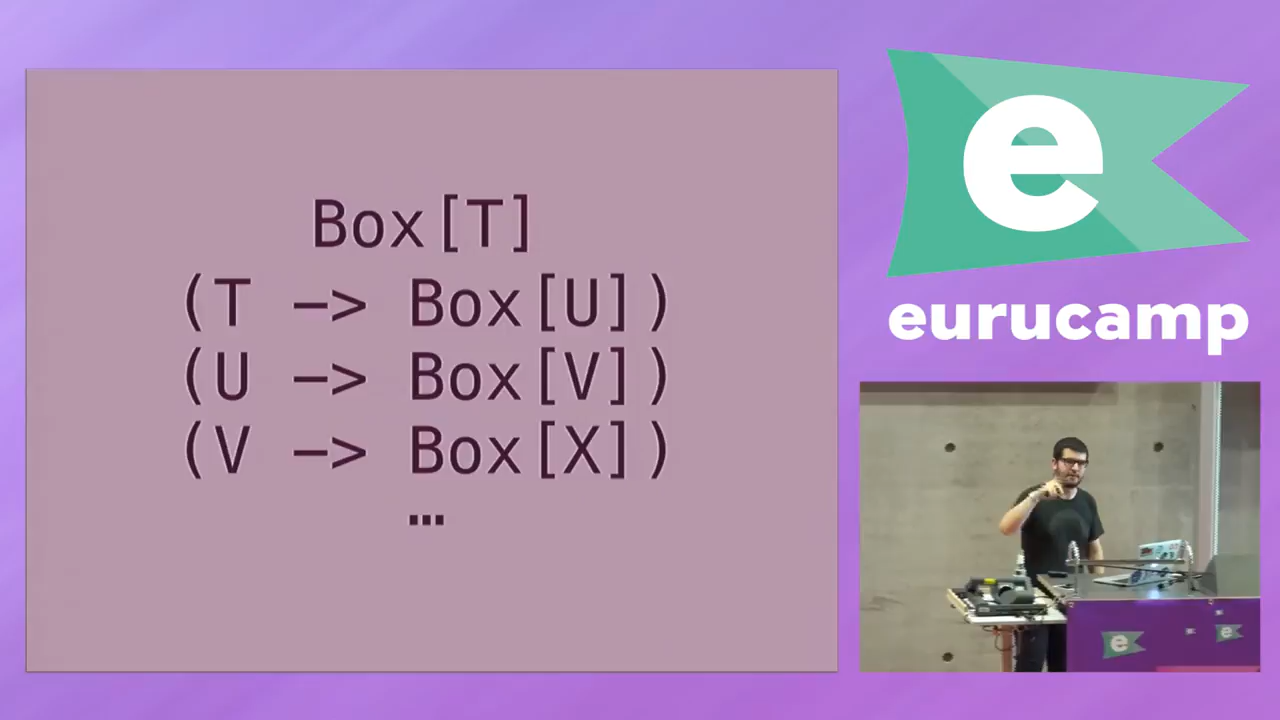 Box[T]
(T —> Box[U])
(U —> Box[V])
(V —> Box[X])
…
e
eurucamp
e
e